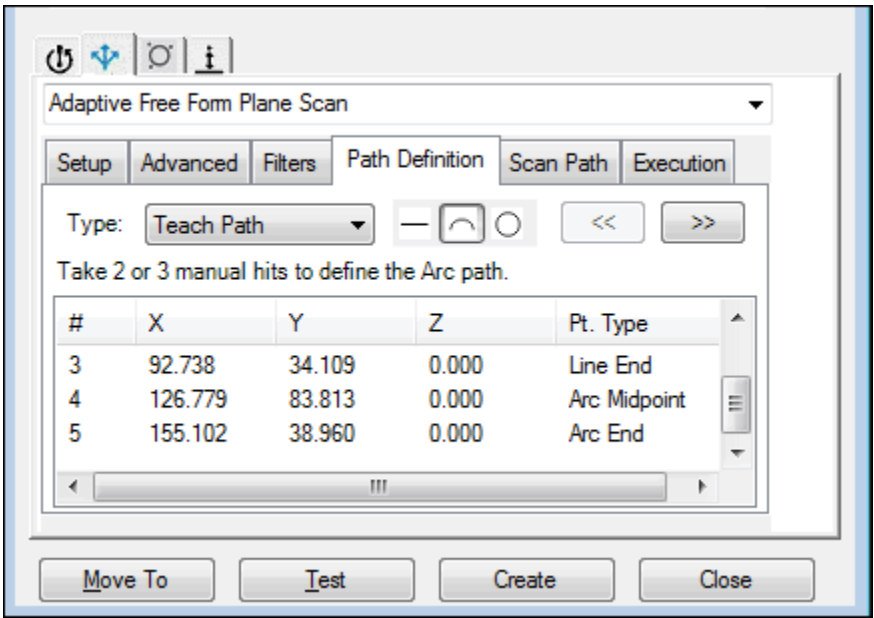 Adaptive Free Form Plane Scan
Setup Advanced Filters Path Definition Scan Path Execution
Type: Teach Path << >>
Take 2 or 3 manual hits to define the Arc path.
# X Y Z Pt. Type
3 92.738 34.109 0.000 Line End
4 126.779 83.813 0.000 Arc Midpoint
5 155.102 38.960 0.000 Arc End
Move To Test Create Close